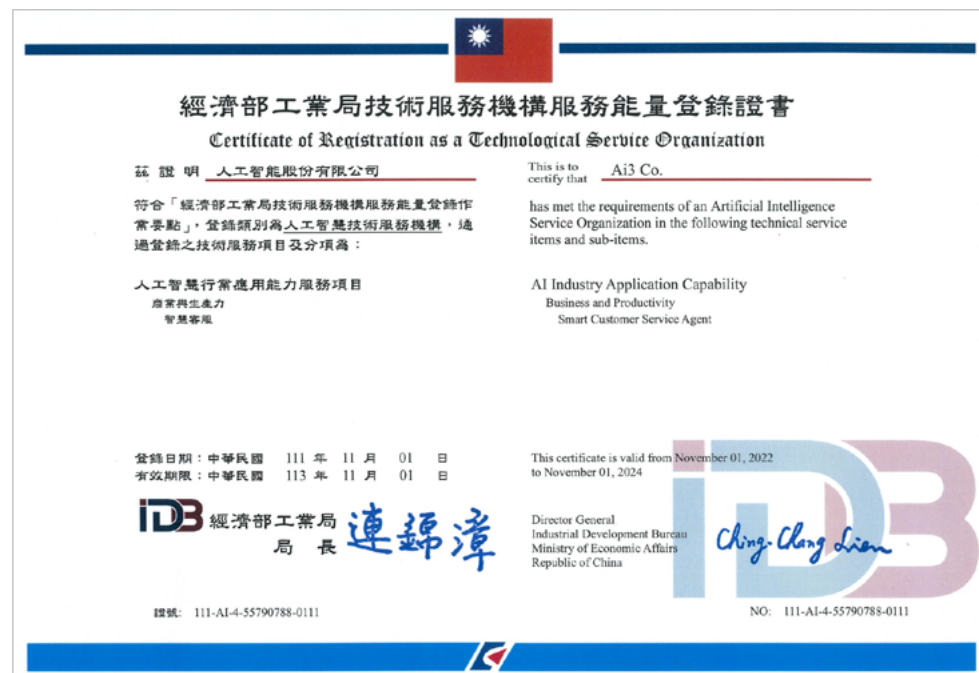 經濟部工業局技術服務機構服務能量登錄證書
Certificate of Registration as a Technological Service Organization
茲證明 人工智能股份有限公司
符合「經濟部工業局技術服務機構服務能量登錄作
業要點」，登錄類別為人工智慧技術服務機構，通
過登錄之技術服務項目及分項為：
人工智慧行業應用能力服務項目
商業與生產力
智慧客服
This is to
certify that Ai3 Co.
has met the requirements of an Artificial Intelligence
Service Organization in the following technical service
items and sub-items.
AI Industry Application Capability
Business and Productivity
Smart Customer Service Agent
登錄日期：中華民國 111 年 11 月 01 日
有效期限：中華民國 113 年 11 月 01 日
This certificate is valid from November 01, 2022
to November 01, 2024
IDB 經濟部工業局
局長 連錦漳
Director General
Industrial Development Bureau
Ministry of Economic Affairs
Republic of China
Ching-Chang Lien
IDB
證號: 111-AI-4-55790788-0111
NO: 111-AI-4-55790788-0111